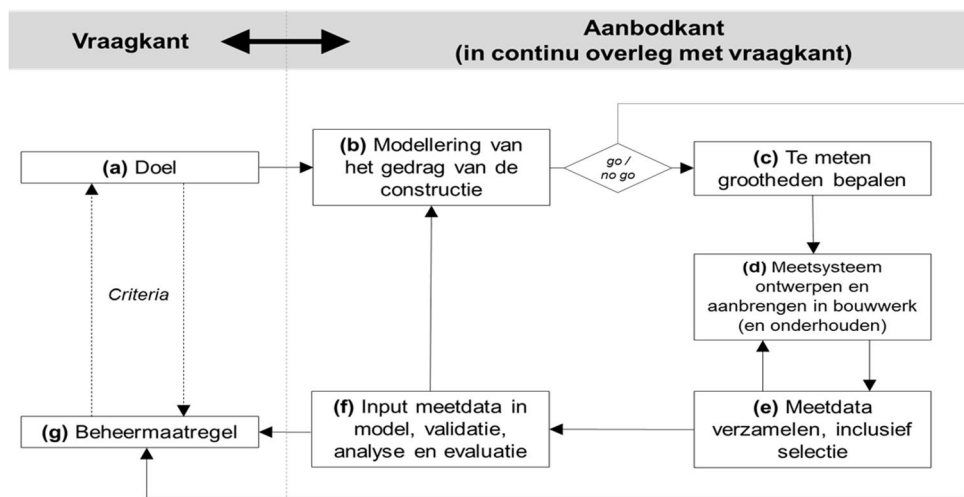 Vraagkant
Aanbodkant
(in continu overleg met vraagkant)
(a) Doel
(b) Modellering van
het gedrag van de
constructie
go /
no go
(c) Te meten
grootheden bepalen
(d) Meetsysteem
ontwerpen en
aanbrengen in bouwwerk
(en onderhouden)
Criteria
(g) Beheermaatregel
(f) Input meetdata in
model, validatie,
analyse en evaluatie
(e) Meetdata
verzamelen, inclusief
selectie